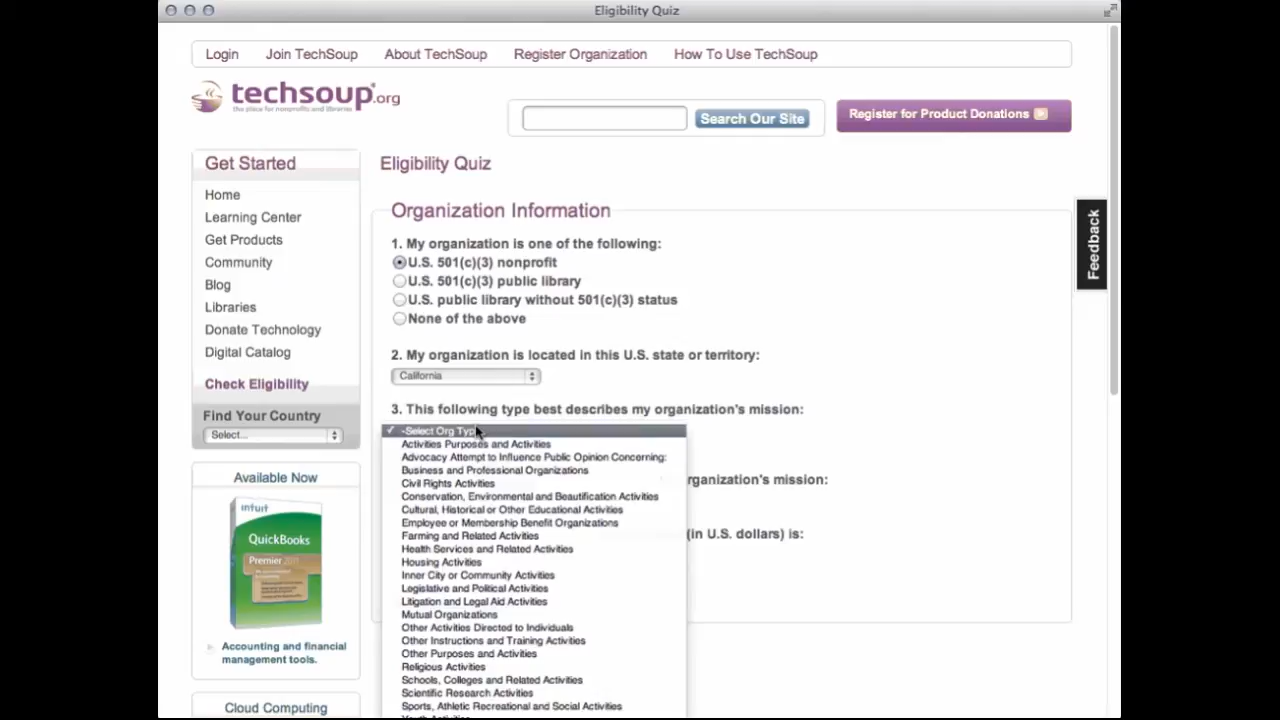 Eligibility Quiz
Login Join TechSoup About TechSoup Register Organization How To Use TechSoup
techsoup.org
the place for nonprofits and libraries
Search Our Site
Register for Product Donations
Get Started
Home
Learning Center
Get Products
Community
Blog
Libraries
Donate Technology
Digital Catalog
Check Eligibility
Find Your Country
Select...
Available Now
intuit
QuickBooks
Premier
Accounting and financial
management tools.
Cloud Computing
Eligibility Quiz
Organization Information
1. My organization is one of the following:
U.S. 501(c)(3) nonprofit
U.S. 501(c)(3) public library
U.S. public library without 501(c)(3) status
None of the above
2. My organization is located in this U.S. state or territory:
California
3. This following type best describes my organization's mission:
✓ -Select Org Typ
Activities Purposes and Activities
Advocacy Attempt to Influence Public Opinion Concerning:
Business and Professional Organizations
Civil Rights Activities
Conservation, Environmental and Beautification Activities
Cultural, Historical or Other Educational Activities
Employee or Membership Benefit Organizations
Farming and Related Activities
Health Services and Related Activities
Housing Activities
Inner City or Community Activities
Legislative and Political Activities
Litigation and Legal Aid Activities
Mutual Organizations
Other Activities Directed to Individuals
Other Instructions and Training Activities
Other Purposes and Activities
Religious Activities
Schools, Colleges and Related Activities
Scientific Research Activities
Sports, Athletic Recreational and Social Activities
rganization's mission:
(in U.S. dollars) is:
Feedback